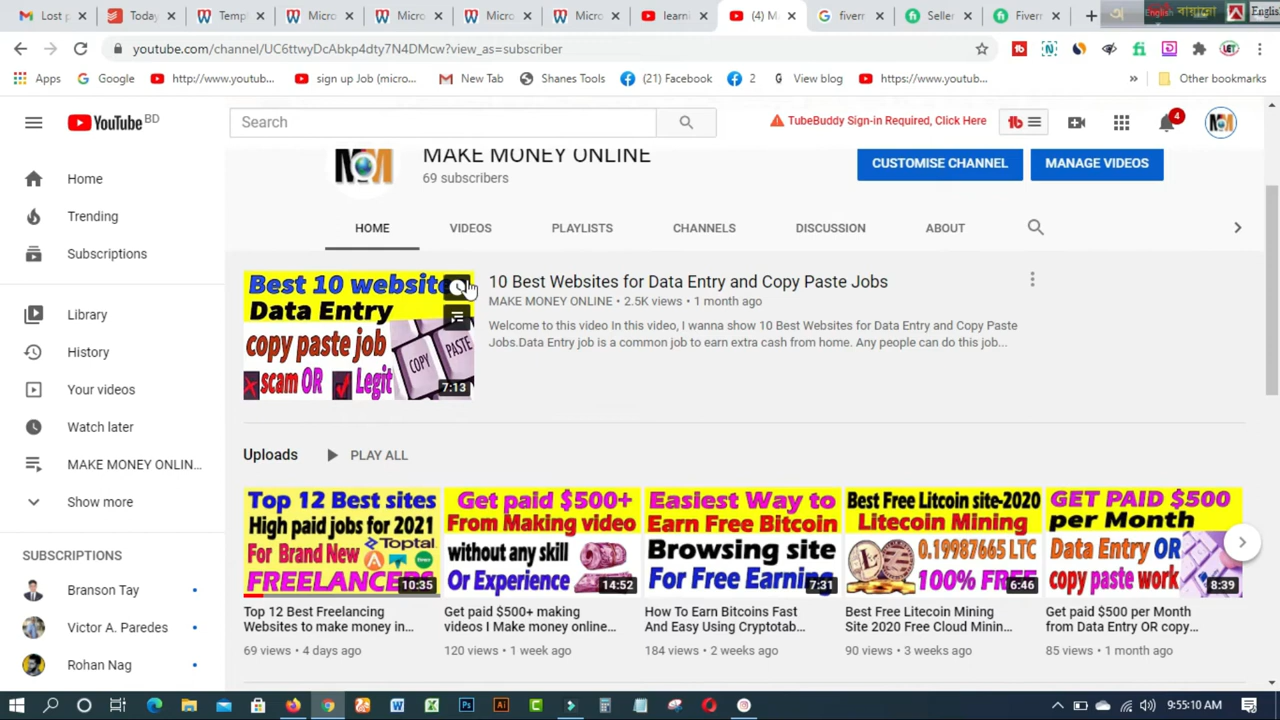 Lost p
Today
Templ
Micro
Micro
Micro
Micro
learni
(4) M
fiverr
Seller
Fiverr
English
youtube.com/channel/UC6ttwyDcAbkp4dty7N4DMcw?view_as=subscriber
Apps
Google
http://www.youtub...
sign up Job (micro...
New Tab
Shanes Tools
(21) Facebook
2
View blog
https://www.youtub...
»
Other bookmarks
YouTube BD
Search
TubeBuddy Sign-in Required, Click Here
4
MAKE MONEY ONLINE
69 subscribers
CUSTOMISE CHANNEL
MANAGE VIDEOS
Home
Trending
Subscriptions
Library
History
Your videos
Watch later
MAKE MONEY ONLIN...
Show more
SUBSCRIPTIONS
Branson Tay
Victor A. Paredes
Rohan Nag
HOME
VIDEOS
PLAYLISTS
CHANNELS
DISCUSSION
ABOUT
Best 10 website
Data Entry
copy paste job
scam OR Legit
COPY
PASTE
7:13
10 Best Websites for Data Entry and Copy Paste Jobs
MAKE MONEY ONLINE • 2.5K views • 1 month ago
Welcome to this video In this video, I wanna show 10 Best Websites for Data Entry and Copy Paste
Jobs.Data Entry job is a common job to earn extra cash from home. Any people can do this job...
Uploads
PLAY ALL
Top 12 Best sites
High paid jobs for 2021
For Brand New
Toptal
FREELANCERS
10:35
Top 12 Best Freelancing
Websites to make money in...
69 views • 4 days ago
Get paid $500+
From Making video
without any skill
Or Experience
14:52
Get paid $500+ making
videos I Make money online...
120 views • 1 week ago
Easiest Way to
Earn Free Bitcoin
Browsing site
For Free Earning
7:31
How To Earn Bitcoins Fast
And Easy Using Cryptotab...
184 views • 2 weeks ago
Best Free Litcoin site-2020
Litecoin Mining
0.19987665 LTC
100% FREE
6:46
Best Free Litecoin Mining
Site 2020 Free Cloud Minin...
90 views • 3 weeks ago
GET PAID $500
per Month
Data Entry OR
copy paste work
8:39
Get paid $500 per Month
from Data Entry OR copy...
85 views • 1 month ago
9:55:10 AM